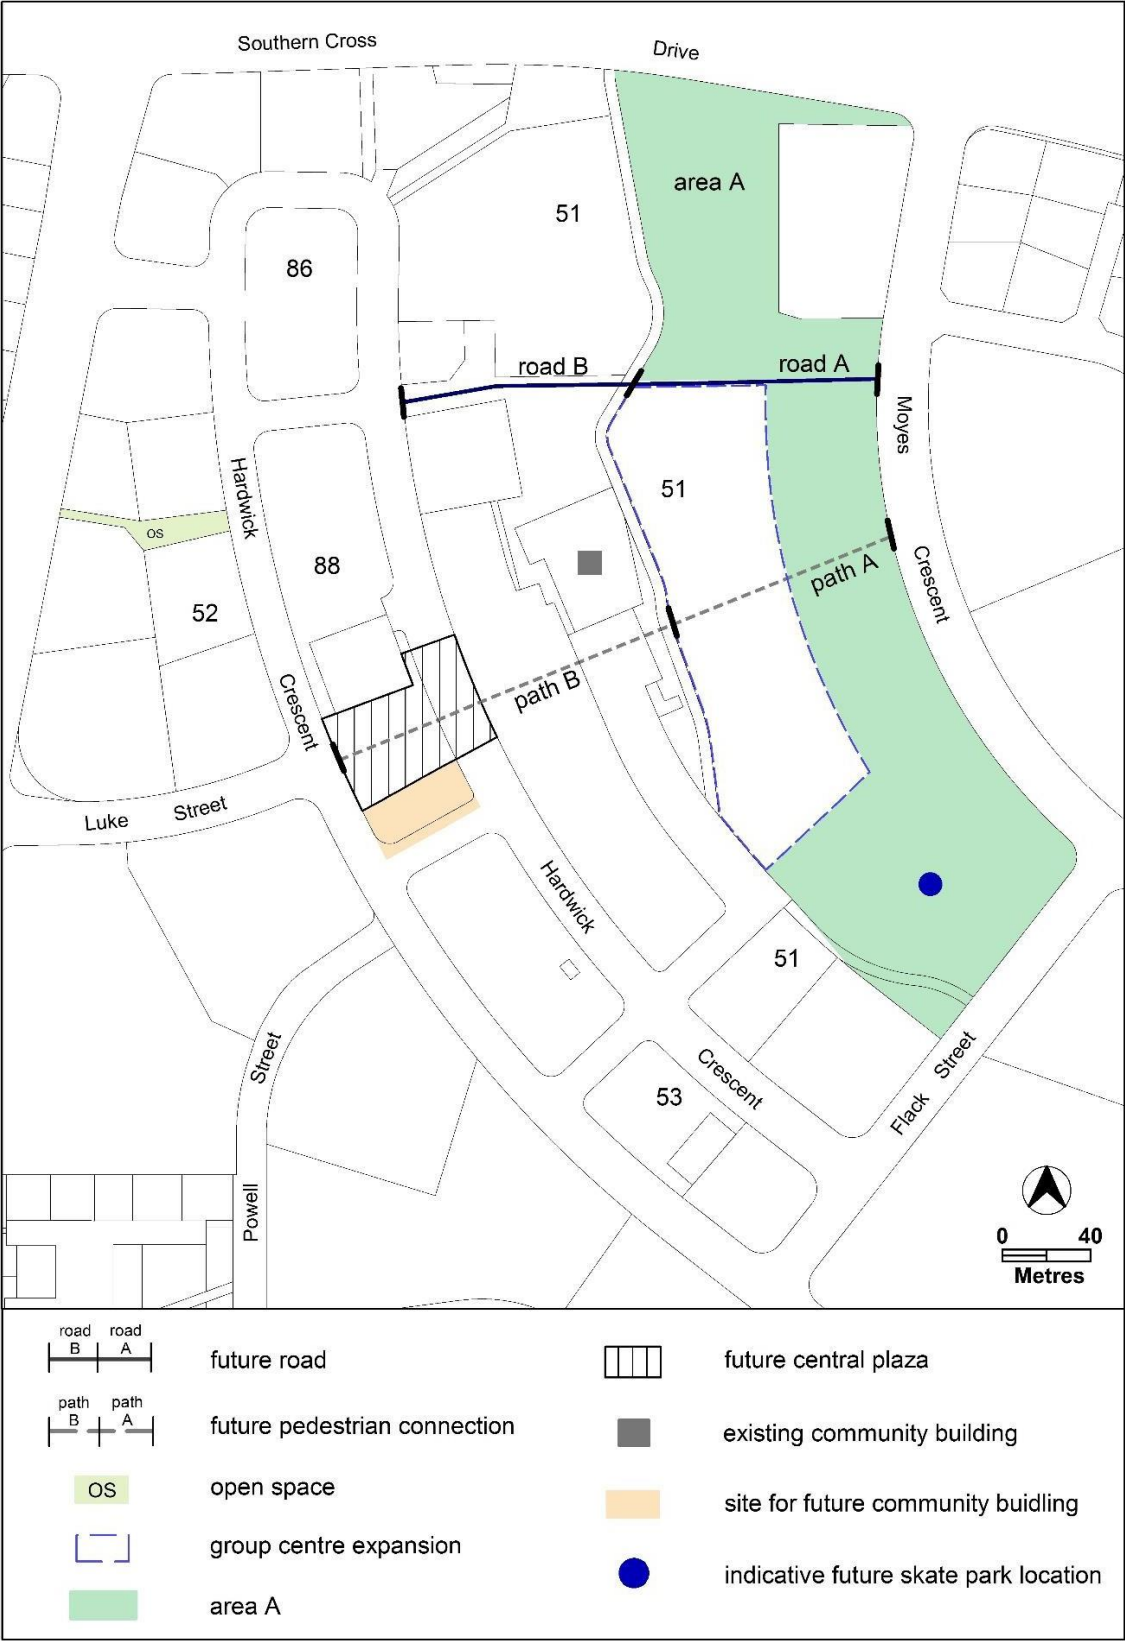 Southern Cross
Drive
area A
51
86
road B
road A
Moyes
51
Hardwick
OS
88
52
path A
Crescent
path B
Crescent
Luke Street
Hardwick
51
Street
Crescent
Street
53
Flack
Powell
0 40
Metres
road road
B A
future road
future central plaza
path path
B A
future pedestrian connection
existing community building
OS
open space
site for future community buidling
group centre expansion
indicative future skate park location
area A